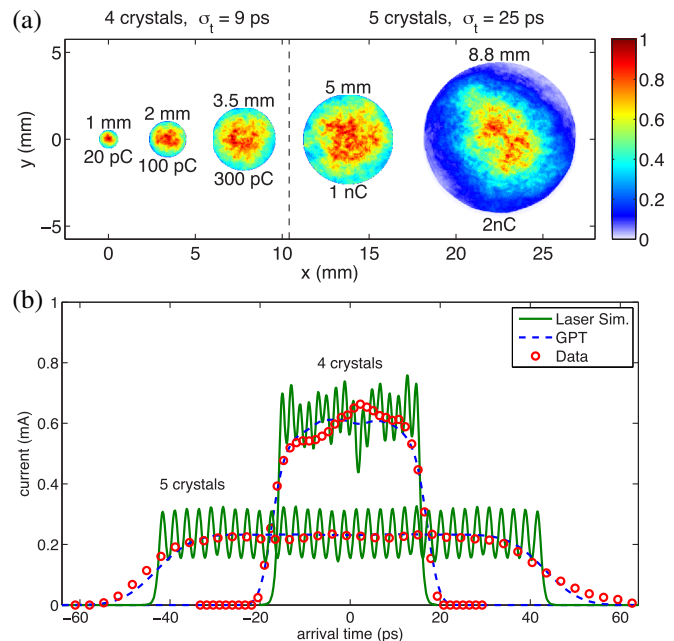 (a)
4 crystals, σt = 9 ps
5 crystals, σt = 25 ps
5
0
−5
y (mm)
1 mm
20 pC
2 mm
100 pC
3.5 mm
300 pC
5 mm
1 nC
8.8 mm
2nC
0
5
10
15
20
25
x (mm)
1
0.8
0.6
0.4
0.2
0
(b)
1
0.8
0.6
0.4
0.2
0
current (mA)
Laser Sim.
GPT
Data
4 crystals
5 crystals
−60
−40
−20
0
20
40
60
arrival time (ps)